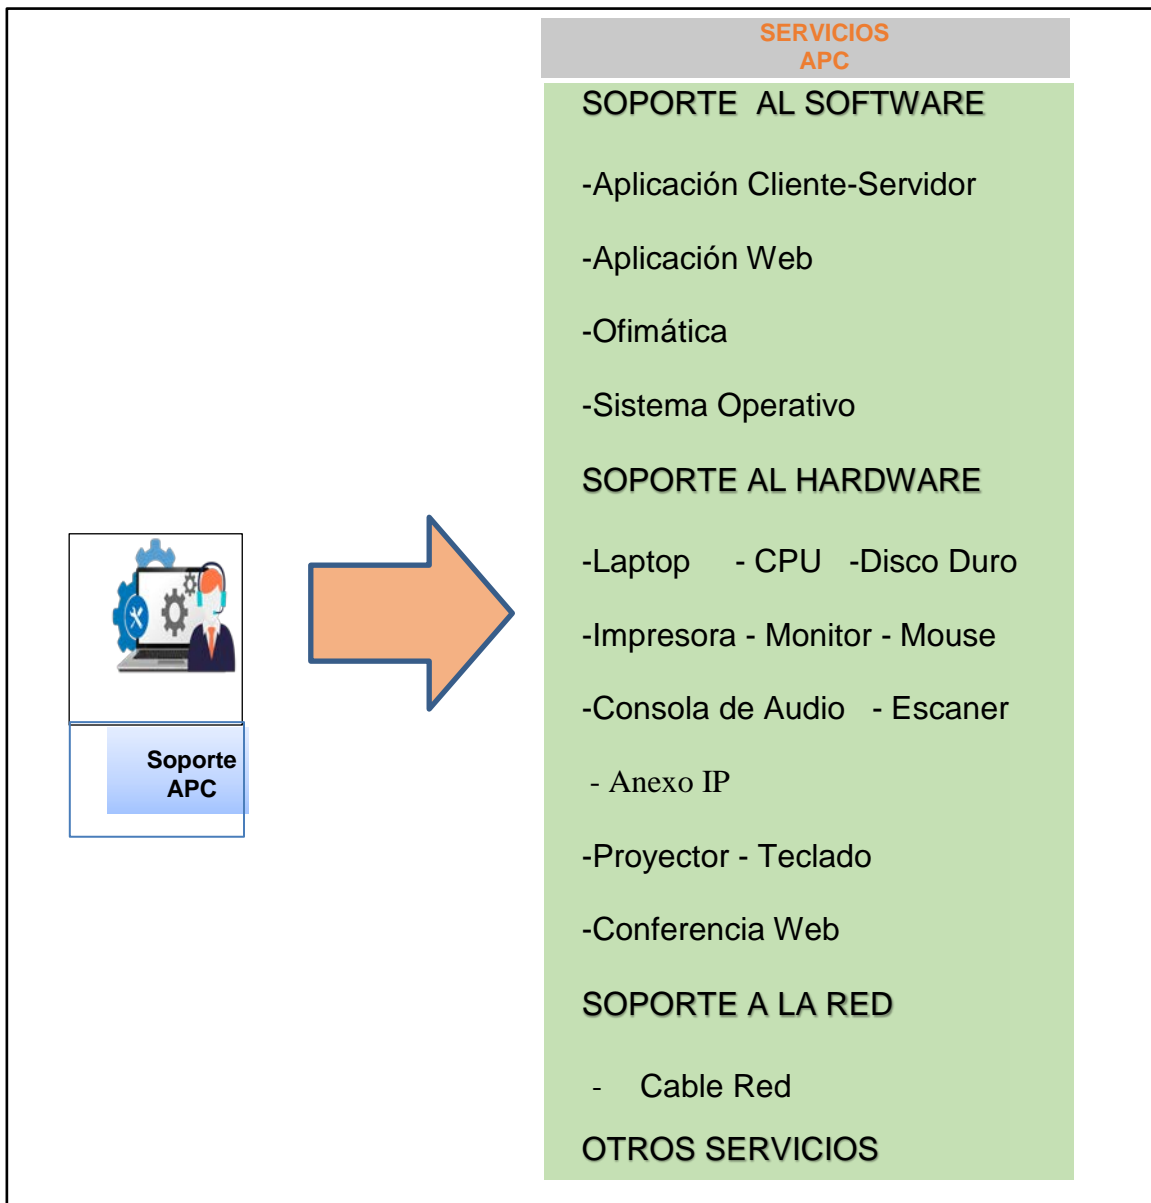 SERVICIOS
APC
SOPORTE AL SOFTWARE
-Aplicación Cliente-Servidor
-Aplicación Web
-Ofimática
-Sistema Operativo
SOPORTE AL HARDWARE
-Laptop - CPU -Disco Duro
-Impresora - Monitor - Mouse
-Consola de Audio - Escaner
- Anexo IP
-Proyector - Teclado
-Conferencia Web
SOPORTE A LA RED
- Cable Red
OTROS SERVICIOS
Soporte
APC